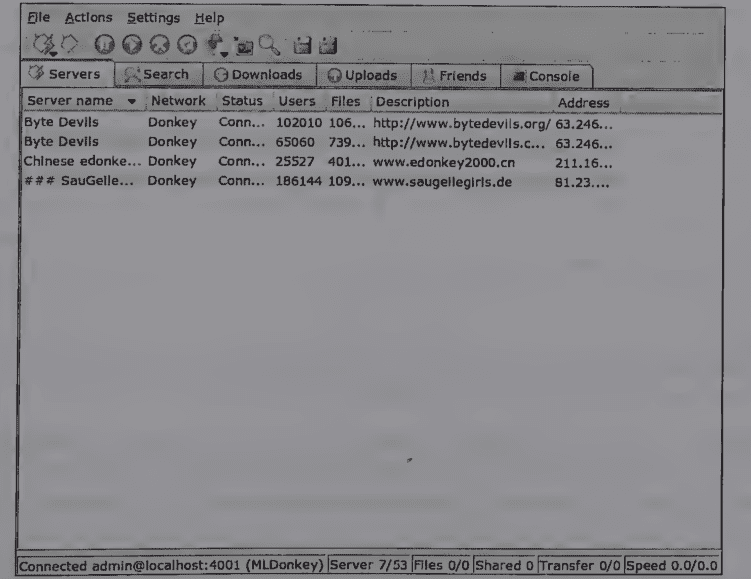 File Actions Settings Help
Servers Search Downloads Uploads Friends Console
Server name Network Status Users Files Description Address
Byte Devils Donkey Conn... 102010 106... http://www.bytedevils.org/ 63.246...
Byte Devils Donkey Conn... 65060 739... http://www.bytedevils.c... 63.246...
Chinese edonke... Donkey Conn... 25527 401... www.edonkey2000.cn 211.16...
### SauGelle... Donkey Conn... 186144 109... www.saugellegirls.de 81.23....
Connected admin@localhost:4001 (MLDonkey) Server 7/53 Files 0/0 Shared 0 Transfer 0/0 Speed 0.0/0.0